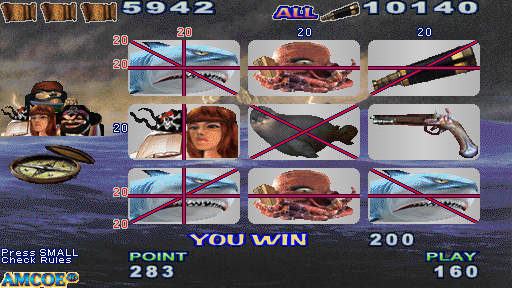 5942 ALL 10140
20 20 20
20
20
20
20
20
YOU WIN 200
Press SMALL
Check Rules
POINT PLAY
283 160
AMCOE